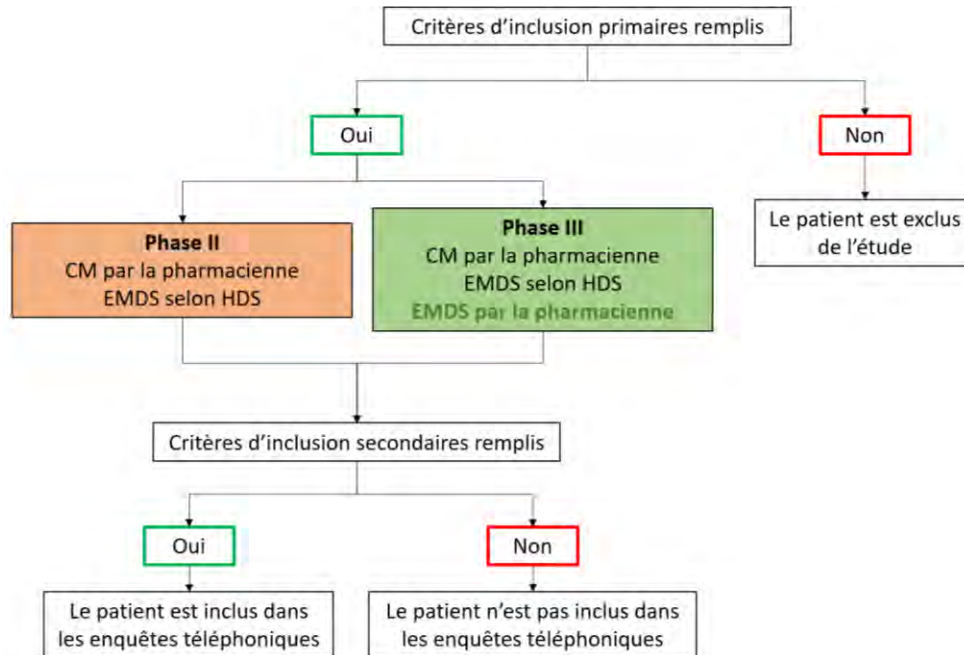 Critères d'inclusion primaires remplis
Oui
Non
Phase II
CM par la pharmacienne
EMDS selon HDS
Phase III
CM par la pharmacienne
EMDS selon HDS
EMDS par la pharmacienne
Le patient est exclus
de l'étude
Critères d'inclusion secondaires remplis
Oui
Non
Le patient est inclus dans
les enquêtes téléphoniques
Le patient n'est pas inclus dans
les enquêtes téléphoniques